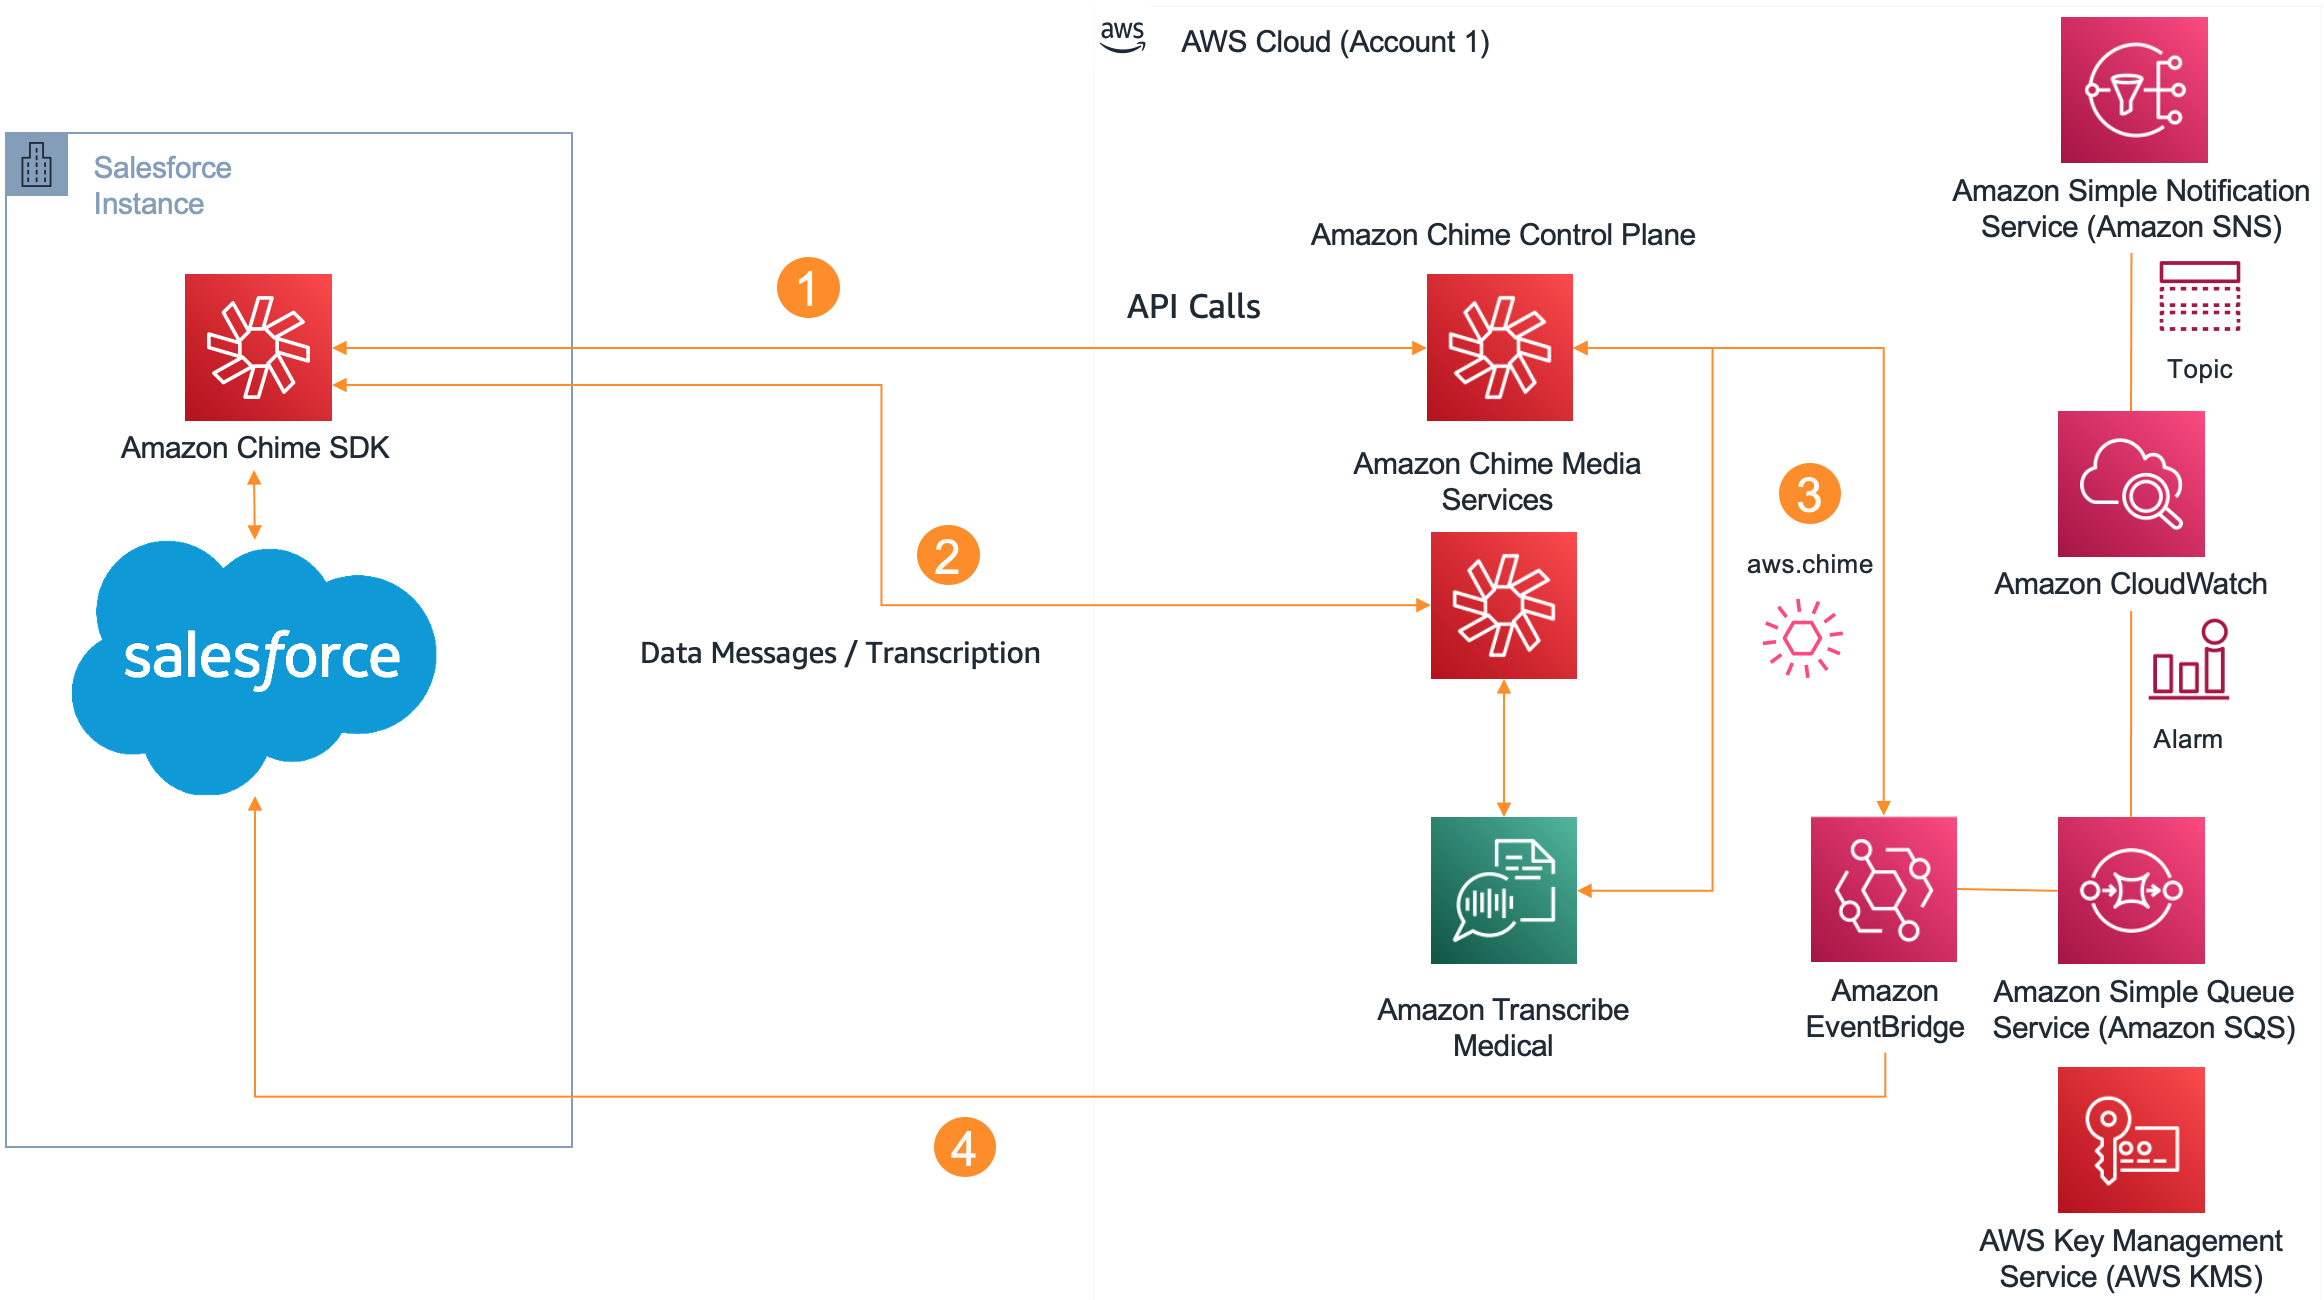 aws
AWS Cloud (Account 1)
Salesforce
Instance
Amazon Simple Notification
Service (Amazon SNS)
Amazon Chime Control Plane
1
API Calls
Topic
Amazon Chime SDK
Amazon Chime Media
Services
3
2
aws.chime
Amazon CloudWatch
salesforce
Data Messages / Transcription
Alarm
Amazon Transcribe
Medical
Amazon
EventBridge
Amazon Simple Queue
Service (Amazon SQS)
4
AWS Key Management
Service (AWS KMS)